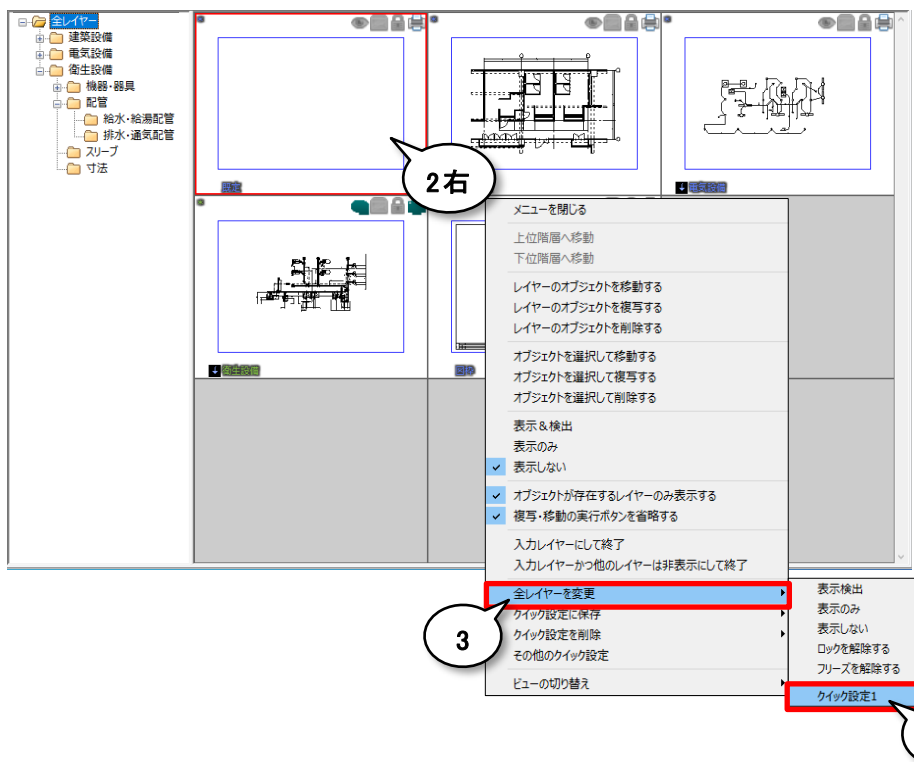 全レイヤー
建築設備
電気設備
衛生設備
機器・器具
配管
給水・給湯配管
排水・通気配管
スリーブ
寸法
2右
電気設備
衛生設備
メニューを閉じる
上位階層へ移動
下位階層へ移動
レイヤーのオブジェクトを移動する
レイヤーのオブジェクトを複写する
レイヤーのオブジェクトを削除する
オブジェクトを選択して移動する
オブジェクトを選択して複写する
オブジェクトを選択して削除する
表示&検出
表示のみ
表示しない
オブジェクトが存在するレイヤーのみ表示する
複写・移動の実行ボタンを省略する
入力レイヤーにして終了
入力レイヤーかつ他のレイヤーは非表示にして終了
全レイヤーを変更
クイック設定に保存
クイック設定を削除
その他のクイック設定
ビューの切り替え
3
表示検出
表示のみ
表示しない
ロックを解除する
フリーズを解除する
クイック設定1